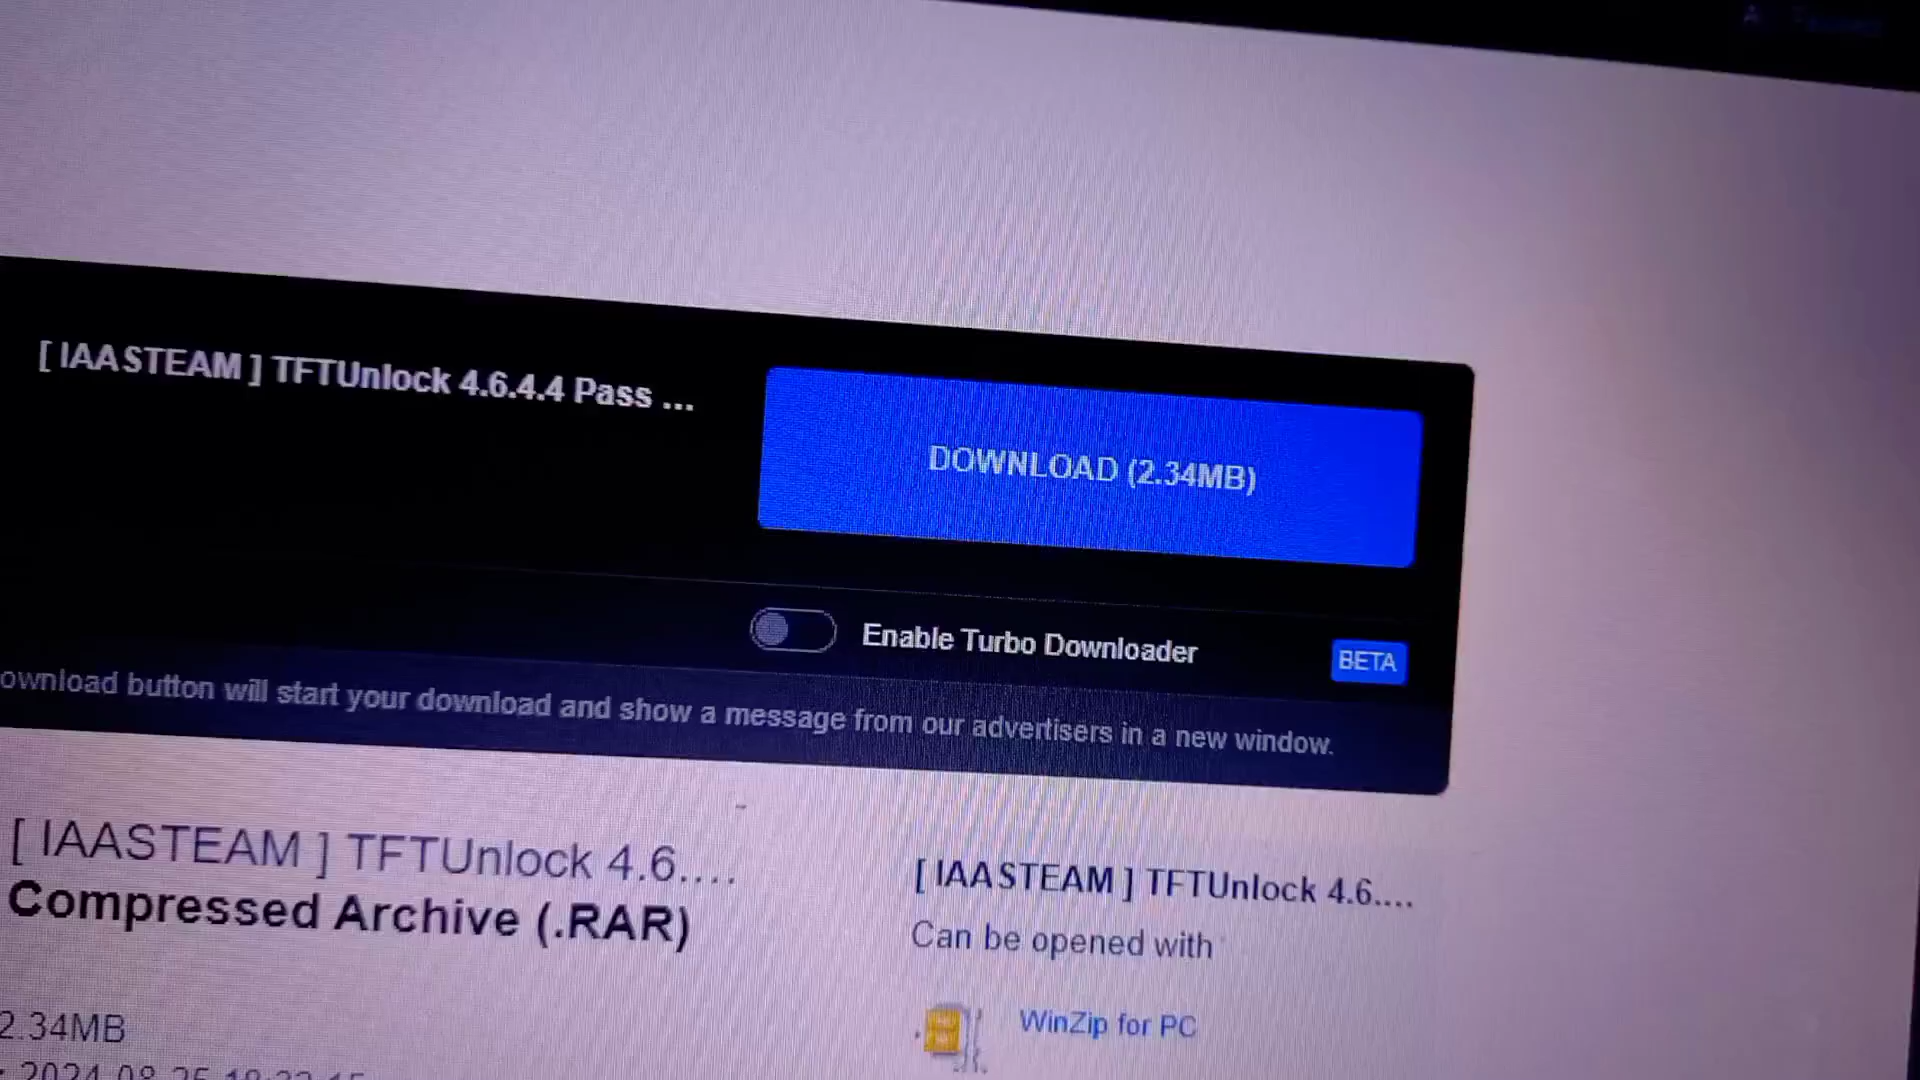 [ IAASTEAM ] TFTUnlock 4.6.4.4 Pass ...
DOWNLOAD (2.34MB)
Enable Turbo Downloader
BETA
ownload button will start your download and show a message from our advertisers in a new window.
[ IAASTEAM ] TFTUnlock 4.6....
Compressed Archive (.RAR)
2.34MB
[ IAASTEAM ] TFTUnlock 4.6....
Can be opened with
WinZip for PC